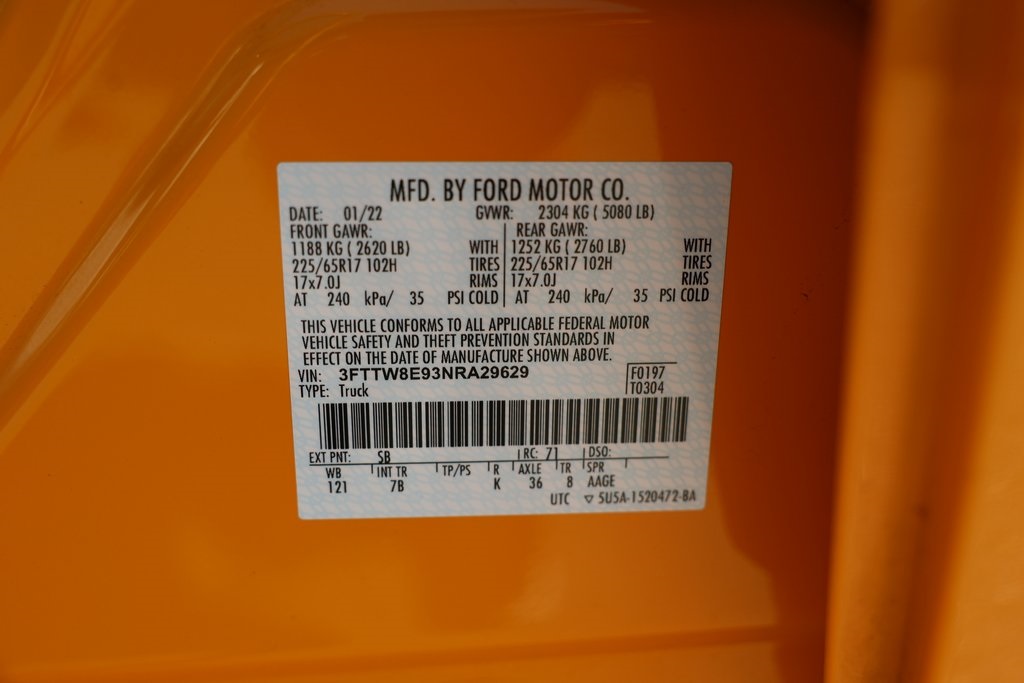 MFD. BY FORD MOTOR CO.
DATE: 01/22 GVWR: 2304 KG ( 5080 LB)
FRONT GAWR: REAR GAWR:
1188 KG ( 2620 LB) WITH 1252 KG ( 2760 LB) WITH
225/65R17 102H TIRES 225/65R17 102H TIRES
17x7.0J RIMS 17x7.0J RIMS
AT 240 kPa/ 35 PSI COLD AT 240 kPa/ 35 PSI COLD
THIS VEHICLE CONFORMS TO ALL APPLICABLE FEDERAL MOTOR
VEHICLE SAFETY AND THEFT PREVENTION STANDARDS IN
EFFECT ON THE DATE OF MANUFACTURE SHOWN ABOVE.
VIN: 3FTTW8E93NRA29629 F0197
TYPE: Truck T0304
EXT PNT: SB RC: 71 DSO:
WB INT TR TP/PS R AXLE TR SPR
121 7B K 36 8 AAGE
UTC ▽ 5U5A-1520472-BA